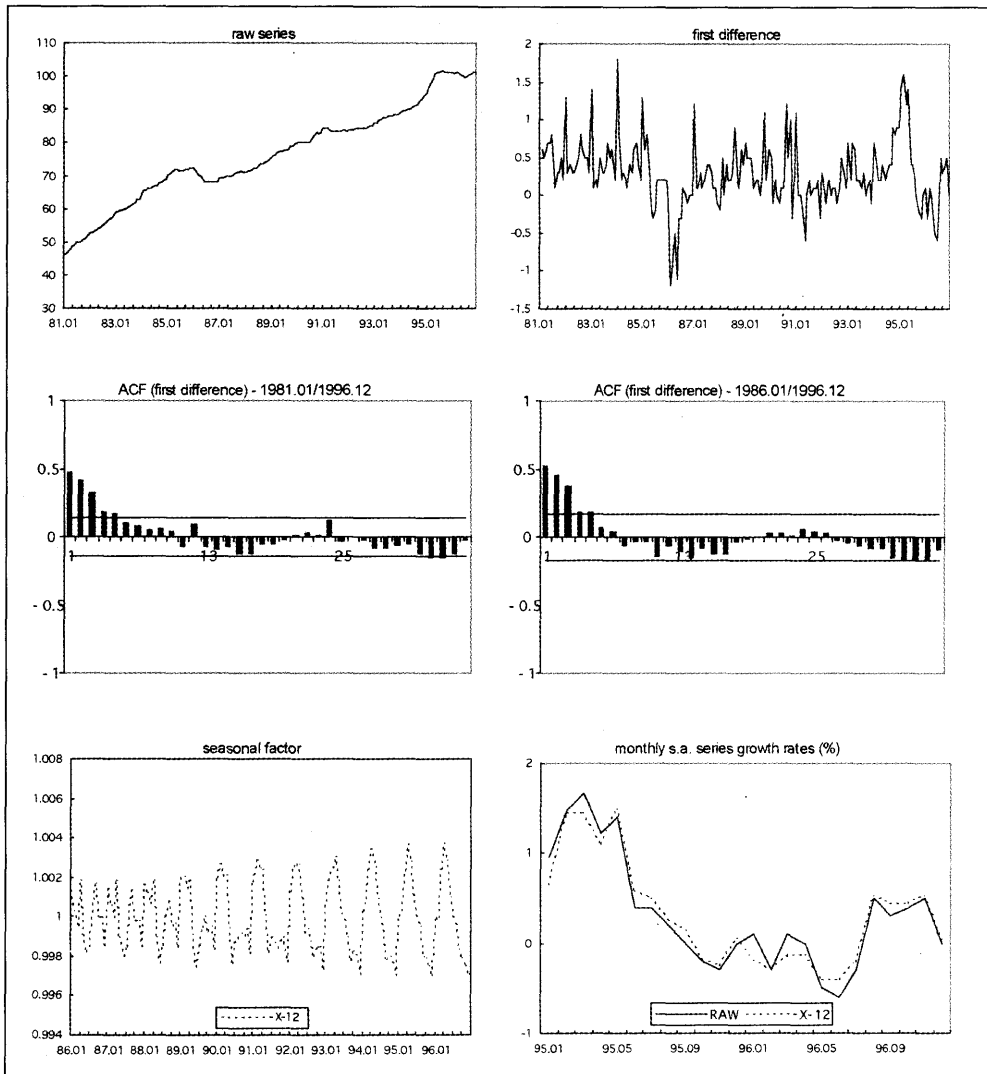 raw series
110
100
90
80
70
60
50
40
30
81.01 83.01 85.01 87.01 89.01 91.01 93.01 95.01
first difference
2
1.5
1
0.5
0
-0.5
-1
-1.5
81.01 83.01 85.01 87.01 89.01 91.01 93.01 95.01
ACF (first difference) - 1981.01/1996.12
1
0.5
0
-0.5
-1
1 13 25
ACF (first difference) - 1986.01/1996.12
1
0.5
0
-0.5
-1
1 13 25
seasonal factor
1.008
1.006
1.004
1.002
1
0.998
0.996
0.994
X-12
86.01 87.01 88.01 89.01 90.01 91.01 92.01 93.01 94.01 95.01 96.01
monthly s.a. series growth rates (%)
2
1
0
-1
RAW X-12
95.01 95.05 95.09 96.01 96.05 96.09